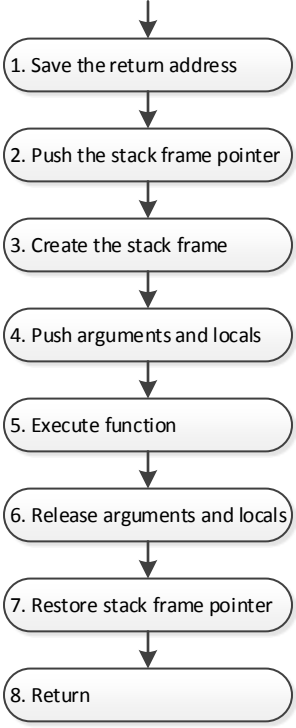 1. Save the return address
2. Push the stack frame pointer
3. Create the stack frame
4. Push arguments and locals
5. Execute function
6. Release arguments and locals
7. Restore stack frame pointer
8. Return